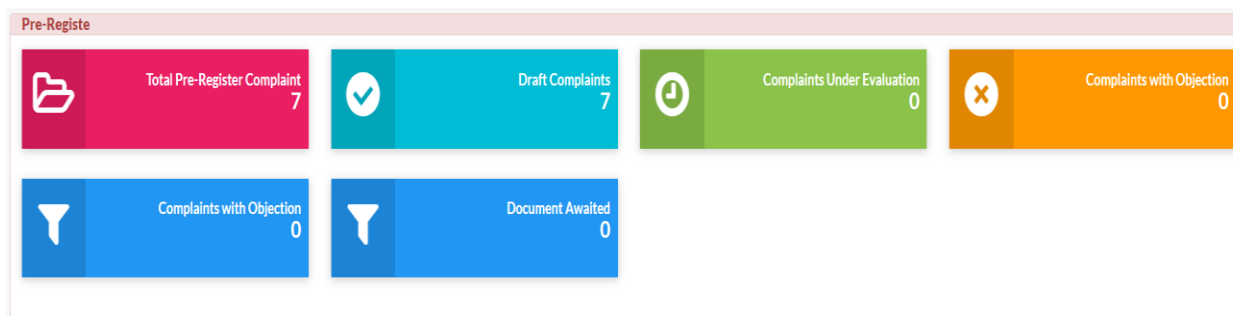 Pre-Registe
Total Pre-Register Complaint
7
Draft Complaints
7
Complaints Under Evaluation
0
Complaints with Objection
0
Complaints with Objection
0
Document Awaited
0